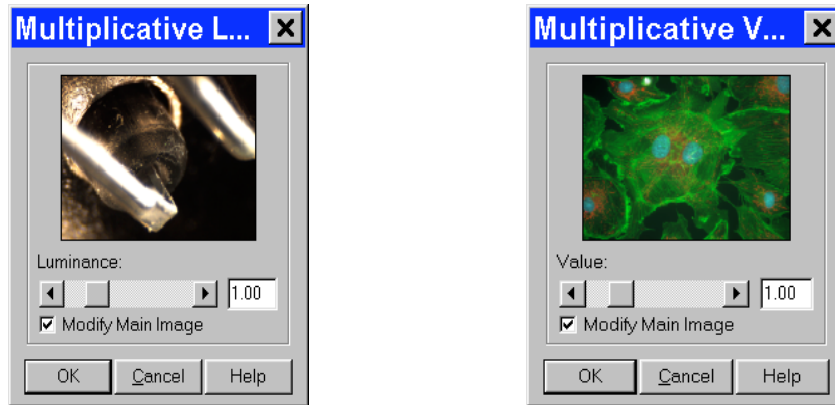 Multiplicative L...
Luminance:
1.00
Modify Main Image
OK Cancel Help
Multiplicative V...
Value:
1.00
Modify Main Image
OK Cancel Help